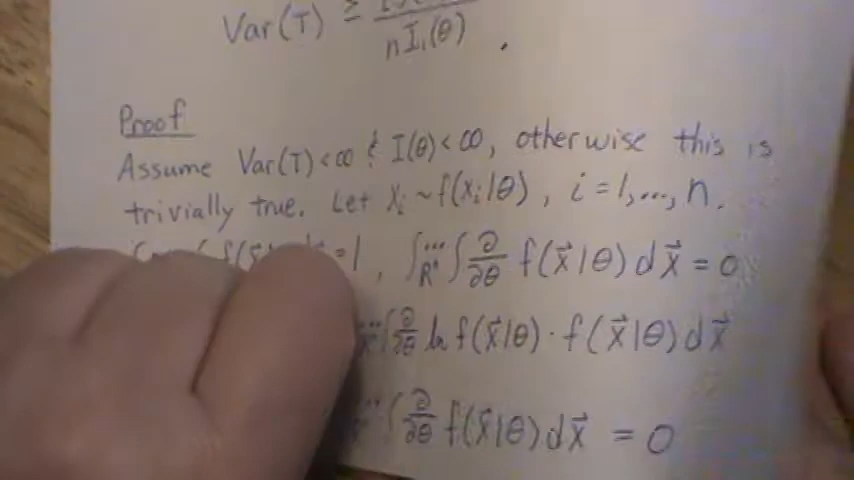 Var(T) ≥
nI₁(θ) .
Proof
Assume Var(T)<∞ & I(θ)<∞, otherwise this is
trivially true. Let Xᵢ ~ f(xᵢ|θ), i = 1,..., n.
=1, ∫···∫ ∂/∂θ f(x⃗|θ) dx⃗ = 0
Rⁿ
∫ ∂/∂θ ln f(x⃗|θ) · f(x⃗|θ) dx⃗
∫ ∂/∂θ f(x⃗|θ) dx⃗ = 0